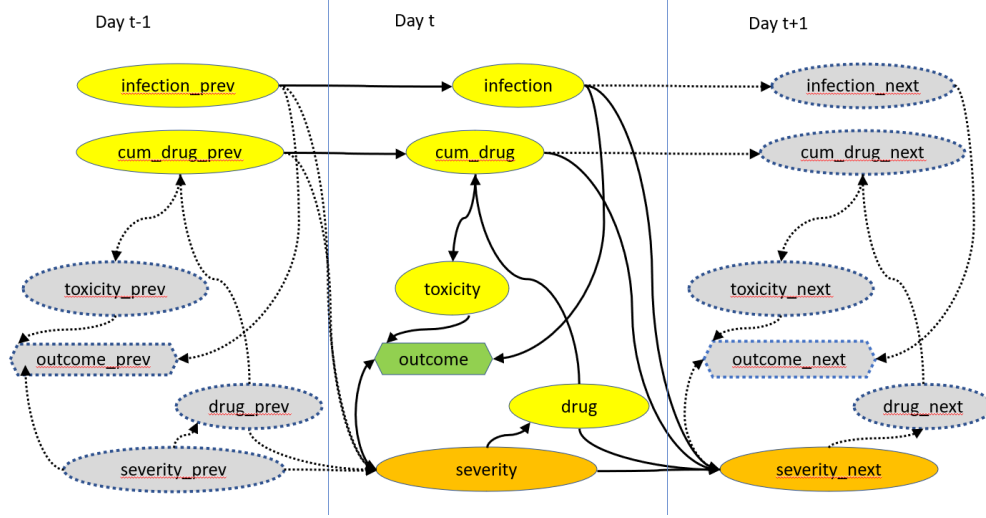 Day t-1
Day t
Day t+1
infection_prev
infection
infection_next
cum_drug_prev
cum_drug
cum_drug_next
toxicity_prev
toxicity
toxicity_next
outcome_prev
outcome
outcome_next
drug_prev
drug
drug_next
severity_prev
severity
severity_next